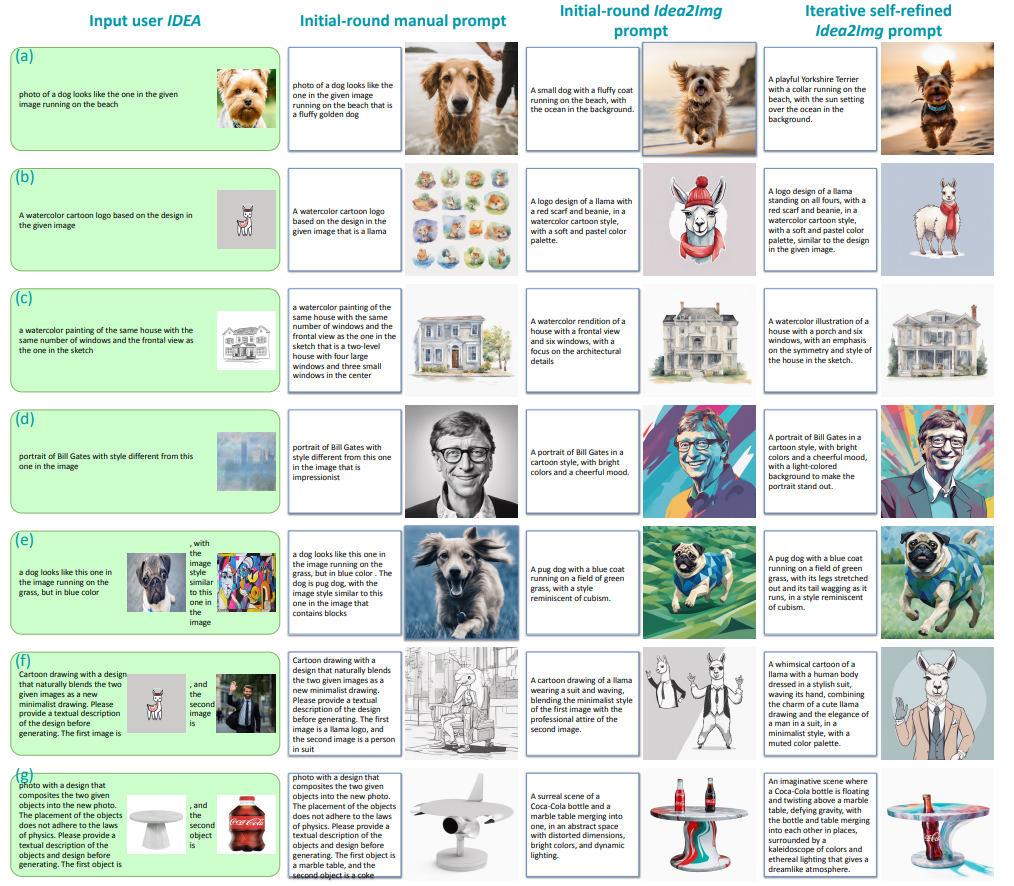 Input user IDEA
Initial-round manual prompt
Initial-round Idea2Img
prompt
Iterative self-refined
Idea2Img prompt
(a)
photo of a dog looks like the one in the given
image running on the beach
photo of a dog looks like
the one in the given
image running on the
beach that is
a fluffy golden dog
A small dog with a fluffy coat
running on the beach, with
the ocean in the background.
A playful Yorkshire Terrier
with a collar running on the
beach, with the sun setting
over the ocean in the
background.
(b)
A watercolor cartoon logo based on the design in
the given image
A watercolor cartoon logo
based on the design in the
given image that is a llama
A logo design of a llama with
a red scarf and beanie, in a
watercolor cartoon style,
with a soft and pastel color
palette.
A logo design of a llama
standing on all fours, with a
red scarf and beanie, in a
watercolor cartoon style,
with a soft and pastel color
palette, similar to the design
in the given image.
(c)
a watercolor painting of the same house with the
same number of windows and the frontal view as
the one in the sketch
a watercolor painting of the
same house with the same
number of windows and the
frontal view as the one in the
sketch that is a two-level
house with four large
windows and three small
windows in the center
A watercolor rendition of a
house with a frontal view
and six windows, with a
focus on the architectural
details
A watercolor illustration of a
house with a porch and six
windows, with an emphasis
on the symmetry and style of
the house in the sketch.
(d)
portrait of Bill Gates with style different from this
one in the image
portrait of Bill Gates with
style different from this one
in the image that is
impressionist
A portrait of Bill Gates in a
cartoon style, with bright
colors and a cheerful mood.
A portrait of Bill Gates in a
cartoon style, with bright
colors and a cheerful mood,
with a light-colored
background to make the
portrait stand out.
(e)
a dog looks like this one in
the image running on the
grass, but in blue color
, with
the
image
style
similar
to this
one in
the
image
a dog looks like this one in
the image running on the
grass, but in blue color . The
dog is pug dog, with the
image style similar to this
one in the image that
contains blocks
A pug dog with a blue coat
running on a field of green
grass, with a style
reminiscent of cubism.
A pug dog with a blue coat
running on a field of green
grass, with its legs stretched
out and its tail wagging as it
runs, in a style reminiscent
of cubism.
(f)
Cartoon drawing with a design
that naturally blends the two
given images as a new
minimalist drawing. Please
provide a textual description
of the design before
generating. The first image is
, and
the
second
image
is
Cartoon drawing with a
design that naturally blends
the two given images as a
new minimalist drawing.
Please provide a textual
description of the design
before generating. The first
image is a llama logo, and
the second image is a person
in suit
A cartoon drawing of a llama
wearing a suit and waving,
blending the minimalist style
of the first image with the
professional attire of the
second image.
A whimsical cartoon of a
llama with a human body
dressed in a stylish suit,
waving its hand, combining
the charm of a cute llama
drawing and the elegance of
a man in a suit, in a
minimalist style, with a
muted color palette.
(g)
photo with a design that
composites the two given
objects into the new photo.
The placement of the objects
does not adhere to the laws
of physics. Please provide a
textual description of the
objects and design before
generating. The first object is
, and
the
second
object
is
Coca-Cola
photo with a design that
composites the two given
objects into the new photo.
The placement of the objects
does not adhere to the laws
of physics. Please provide a
textual description of the
objects and design before
generating. The first object is
a marble table, and the
second object is a coke
A surreal scene of a
Coca-Cola bottle and a
marble table merging into
one, in an abstract space
with distorted dimensions,
bright colors, and dynamic
lighting.
An imaginative scene where
a Coca-Cola bottle is floating
and twisting above a marble
table, defying gravity, with
the bottle and table merging
into each other in places,
surrounded by a
kaleidoscope of colors and
ethereal lighting that gives a
dreamlike atmosphere.